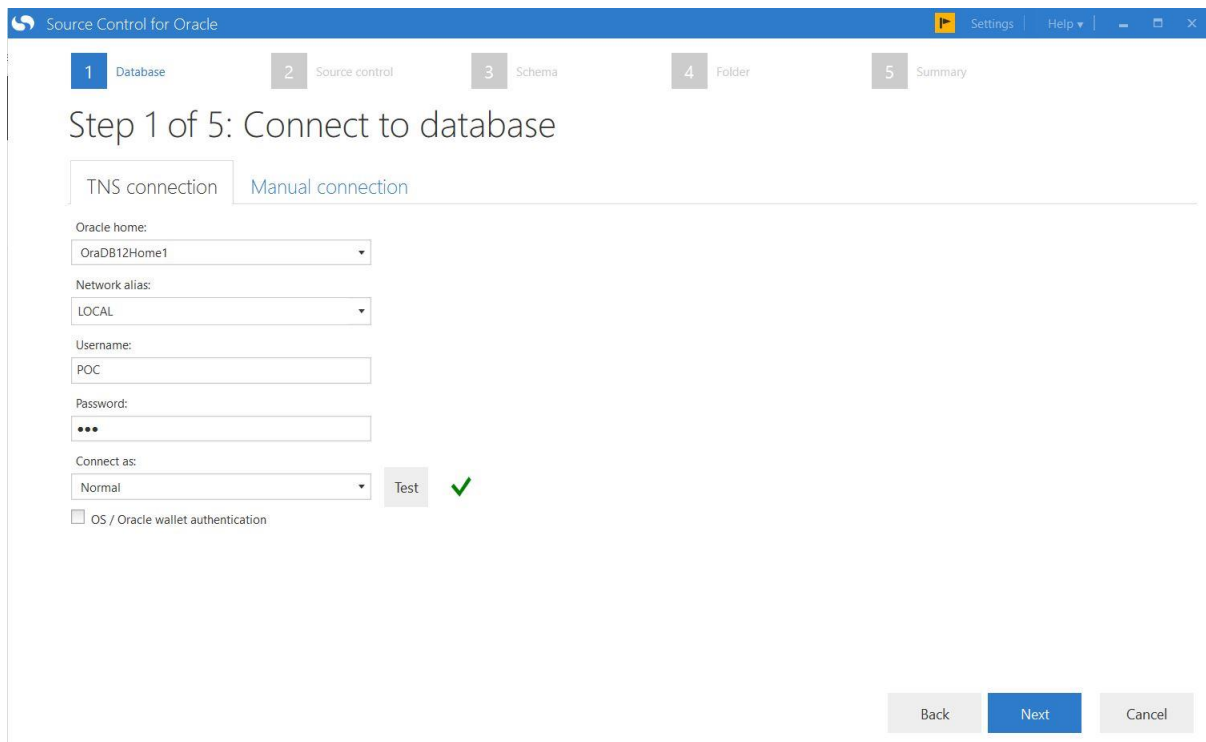 Source Control for Oracle Settings Help
1 Database 2 Source control 3 Schema 4 Folder 5 Summary
Step 1 of 5: Connect to database
TNS connection Manual connection
Oracle home:
OraDB12Home1
Network alias:
LOCAL
Username:
POC
Password:
•••
Connect as:
Normal Test
OS / Oracle wallet authentication
Back Next Cancel